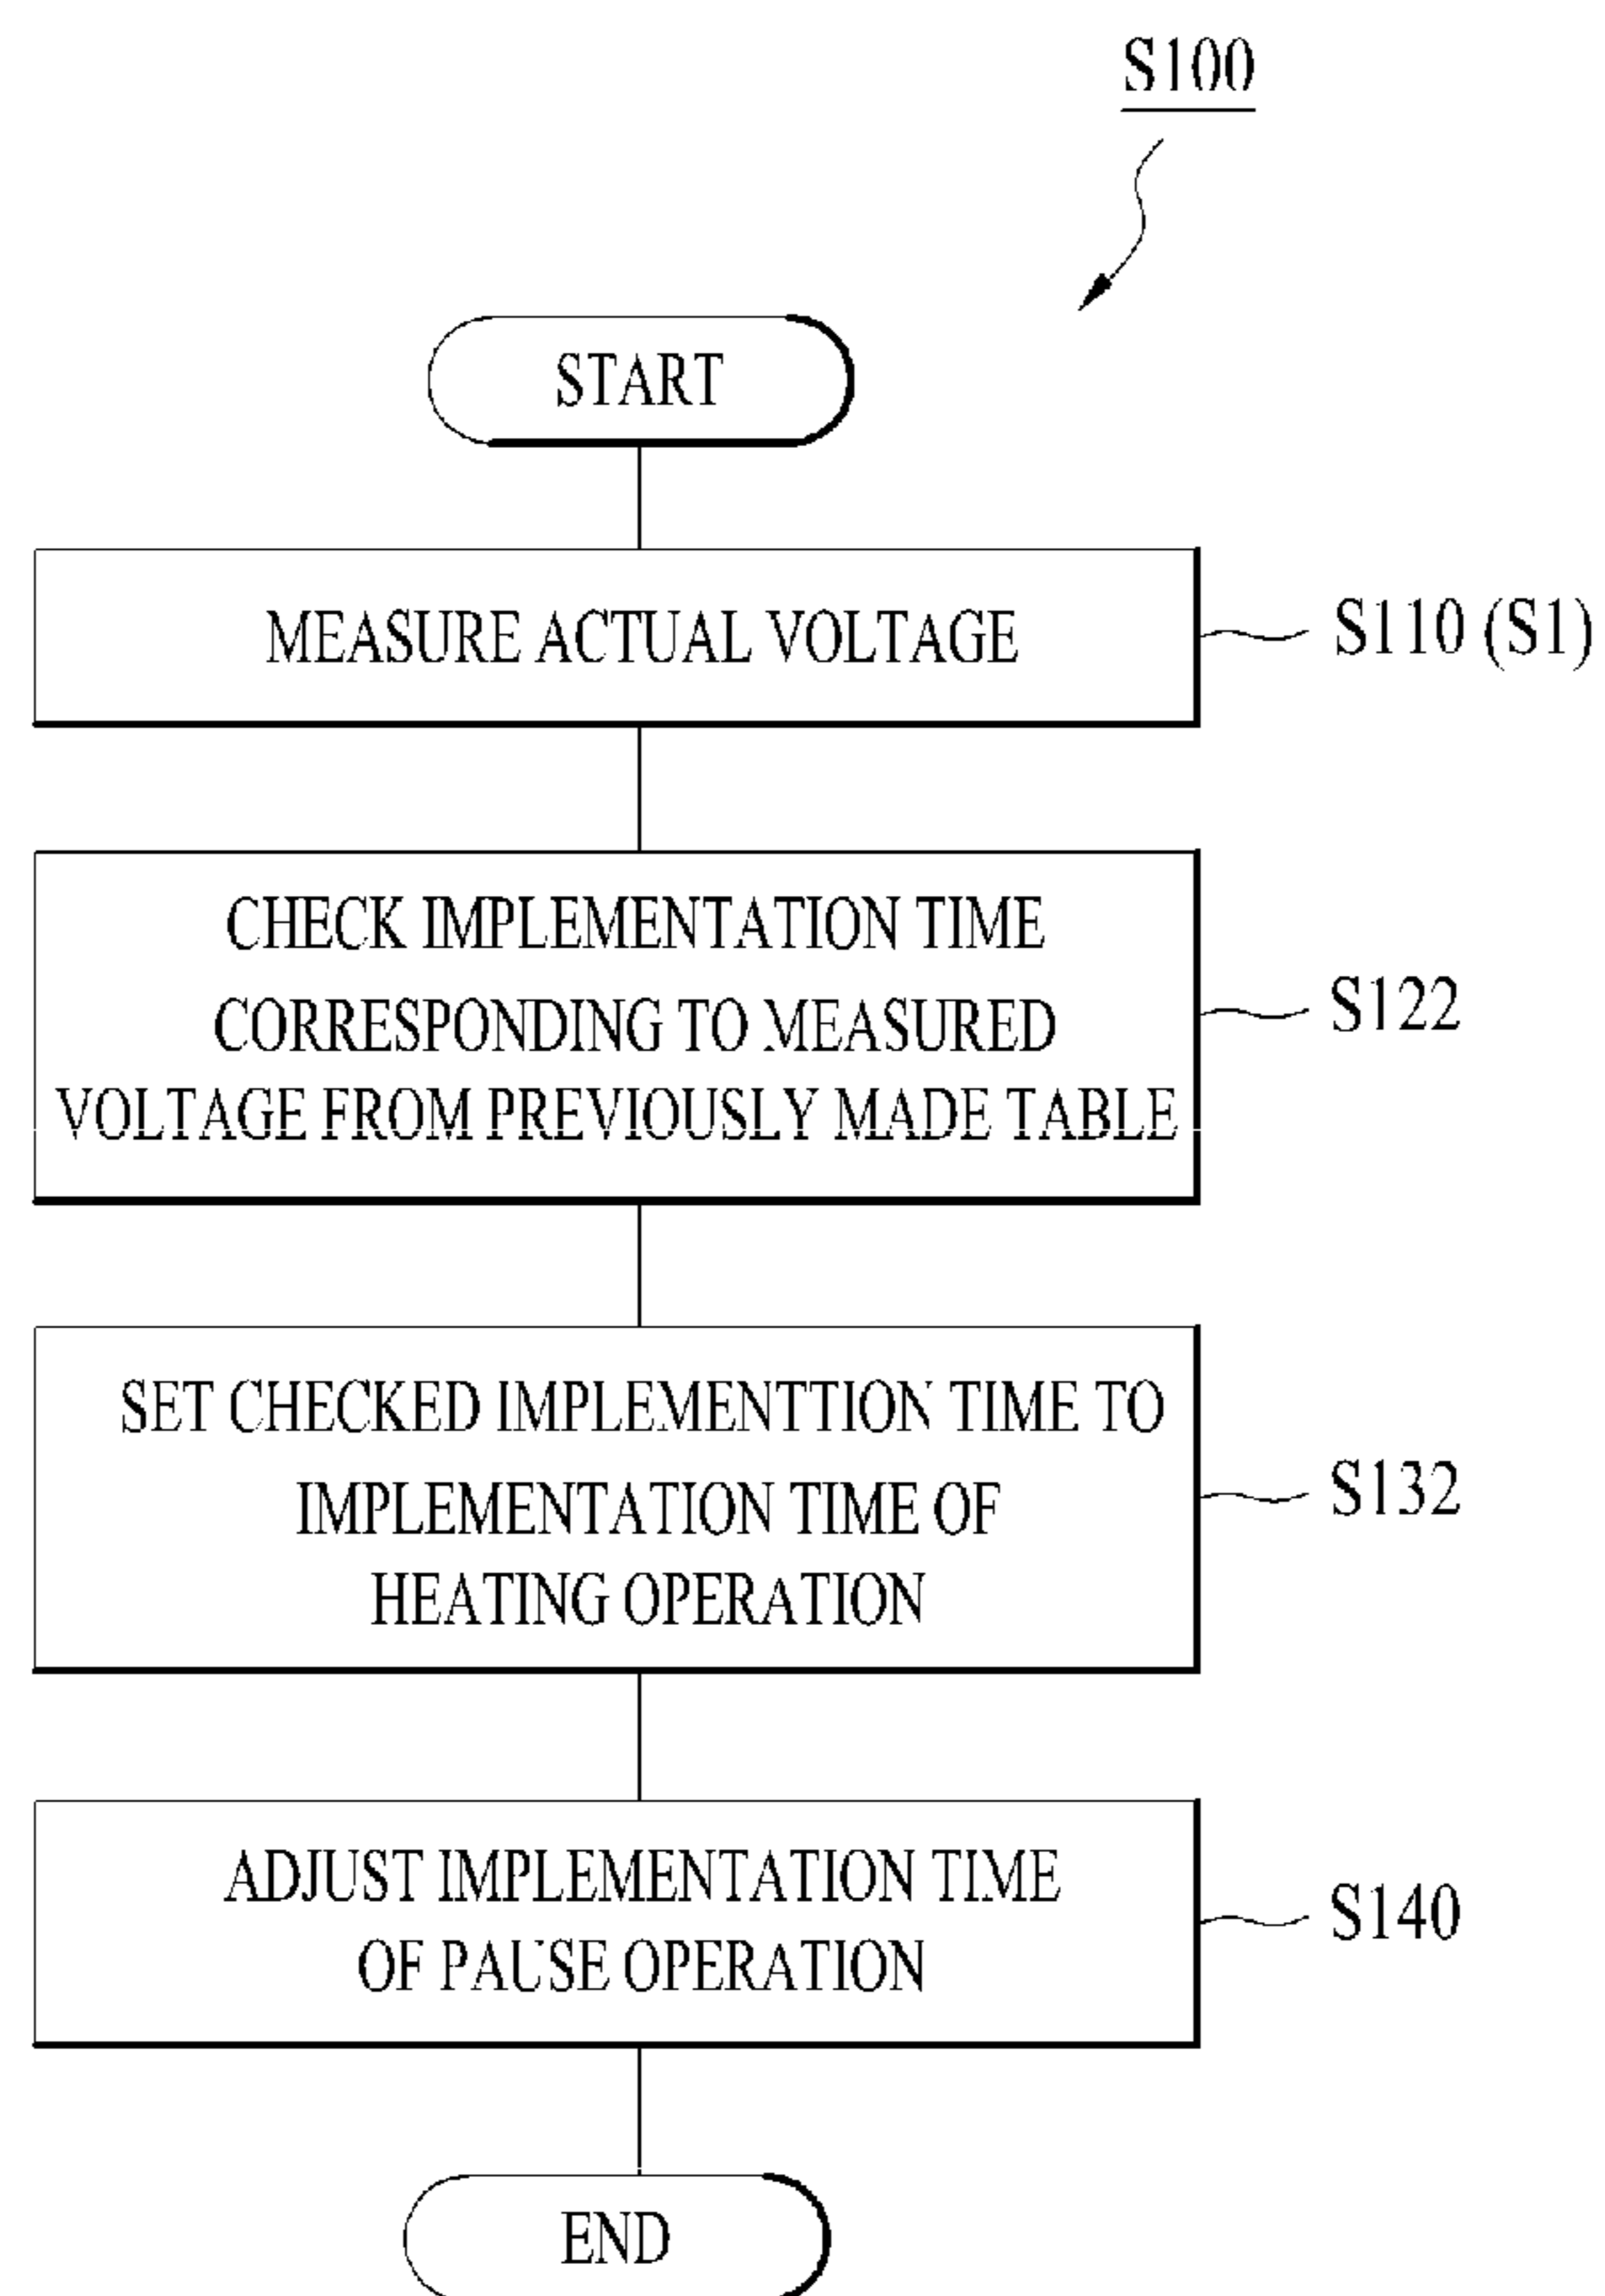 S100
START
MEASURE ACTUAL VOLTAGE
S110 (S1)
CHECK IMPLEMENTATION TIME
CORRESPONDING TO MEASURED
VOLTAGE FROM PREVIOUSLY MADE TABLE
S122
SET CHECKED IMPLEMENTTION TIME TO
IMPLEMENTATION TIME OF
HEATING OPERATION
S132
ADJUST IMPLEMENTATION TIME
OF PAUSE OPERATION
S140
END